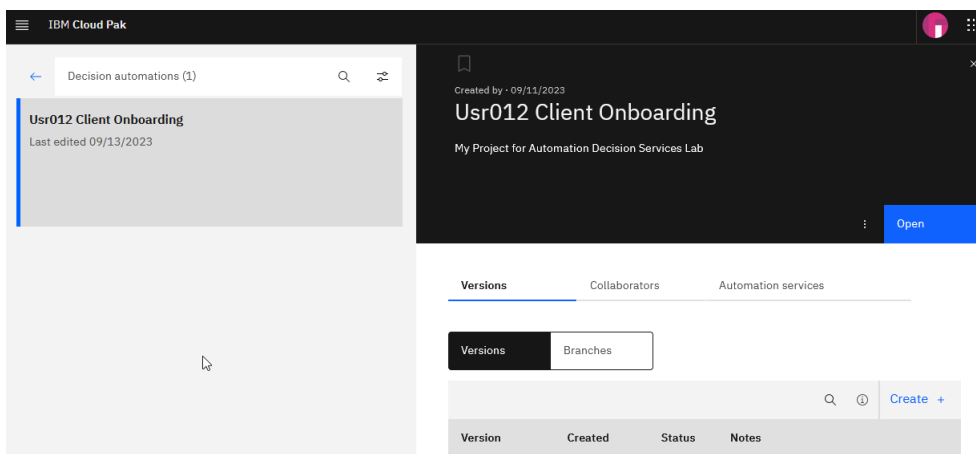 IBM Cloud Pak
Decision automations (1)
Usr012 Client Onboarding
Last edited 09/13/2023
Created by · 09/11/2023
Usr012 Client Onboarding
My Project for Automation Decision Services Lab
Open
Versions Collaborators Automation services
Versions Branches
Create +
Version Created Status Notes